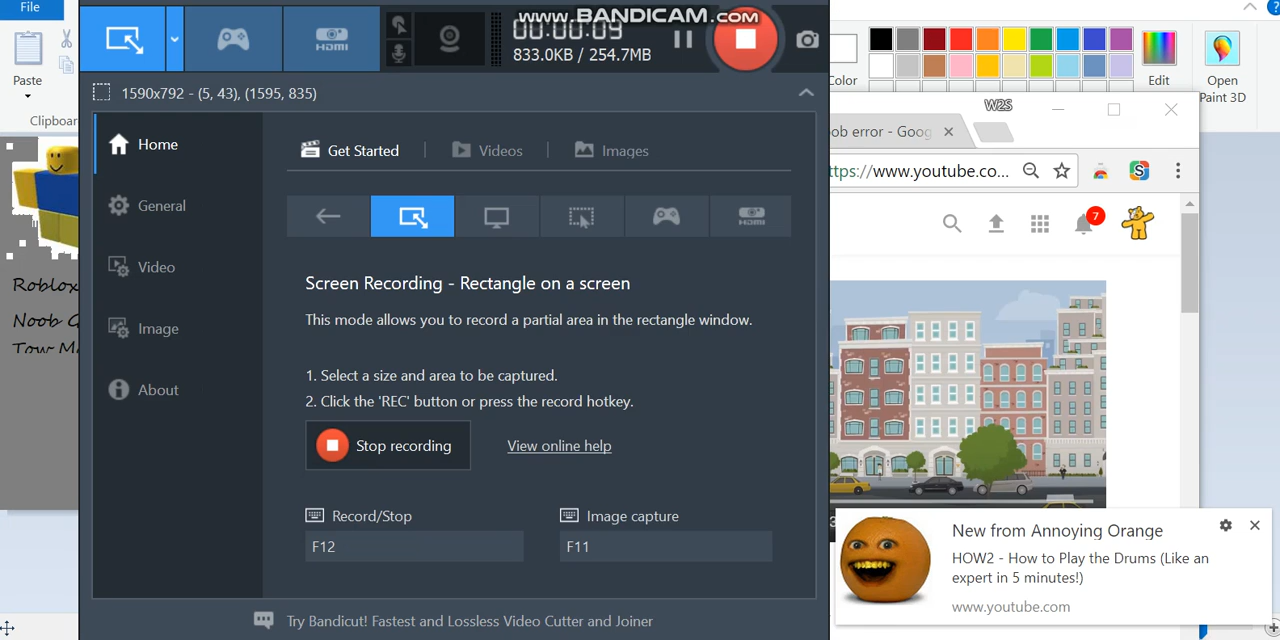 File
Paste
Clipboar
Roblox
Noob G
Tow M
www.BANDICAM.com
00:00:09
833.0KB / 254.7MB
HDMI
1590x792 - (5, 43), (1595, 835)
Home
General
Video
Image
About
Get Started
Videos
Images
HDMI
Screen Recording - Rectangle on a screen
This mode allows you to record a partial area in the rectangle window.
1. Select a size and area to be captured.
2. Click the 'REC' button or press the record hotkey.
Stop recording
View online help
Record/Stop
Image capture
F12
F11
Try Bandicut! Fastest and Lossless Video Cutter and Joiner
Color
Edit
Open
Paint 3D
W2S
ob error - Goog
ttps://www.youtube.co...
S
7
New from Annoying Orange
HOW2 - How to Play the Drums (Like an
expert in 5 minutes!)
www.youtube.com